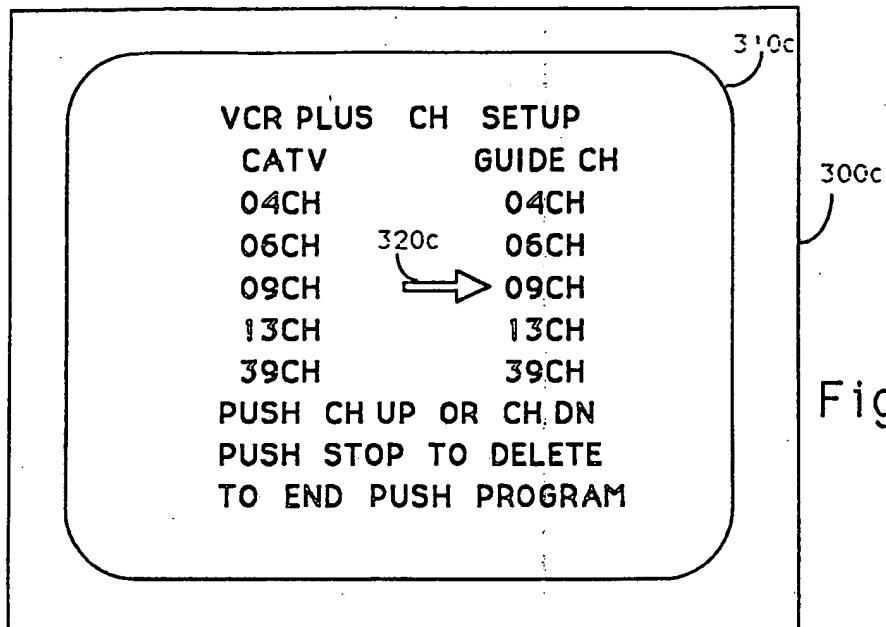 310c
VCR PLUS CH SETUP
CATV GUIDE CH
300c
04CH 04CH
06CH 320c 06CH
09CH 09CH
13CH 13CH
39CH 39CH
PUSH CH UP OR CH DN
Fig
PUSH STOP TO DELETE
TO END PUSH PROGRAM